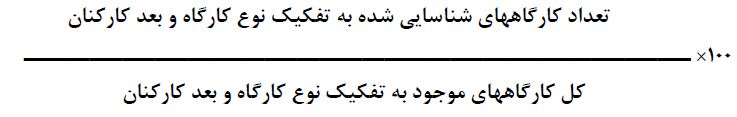 تعداد کارگاههای شناسایی شده به تفکیک نوع کارگاه و بعد کارکنان
×۱۰۰
کل کارگاههای موجود به تفکیک نوع کارگاه و بعد کارکنان